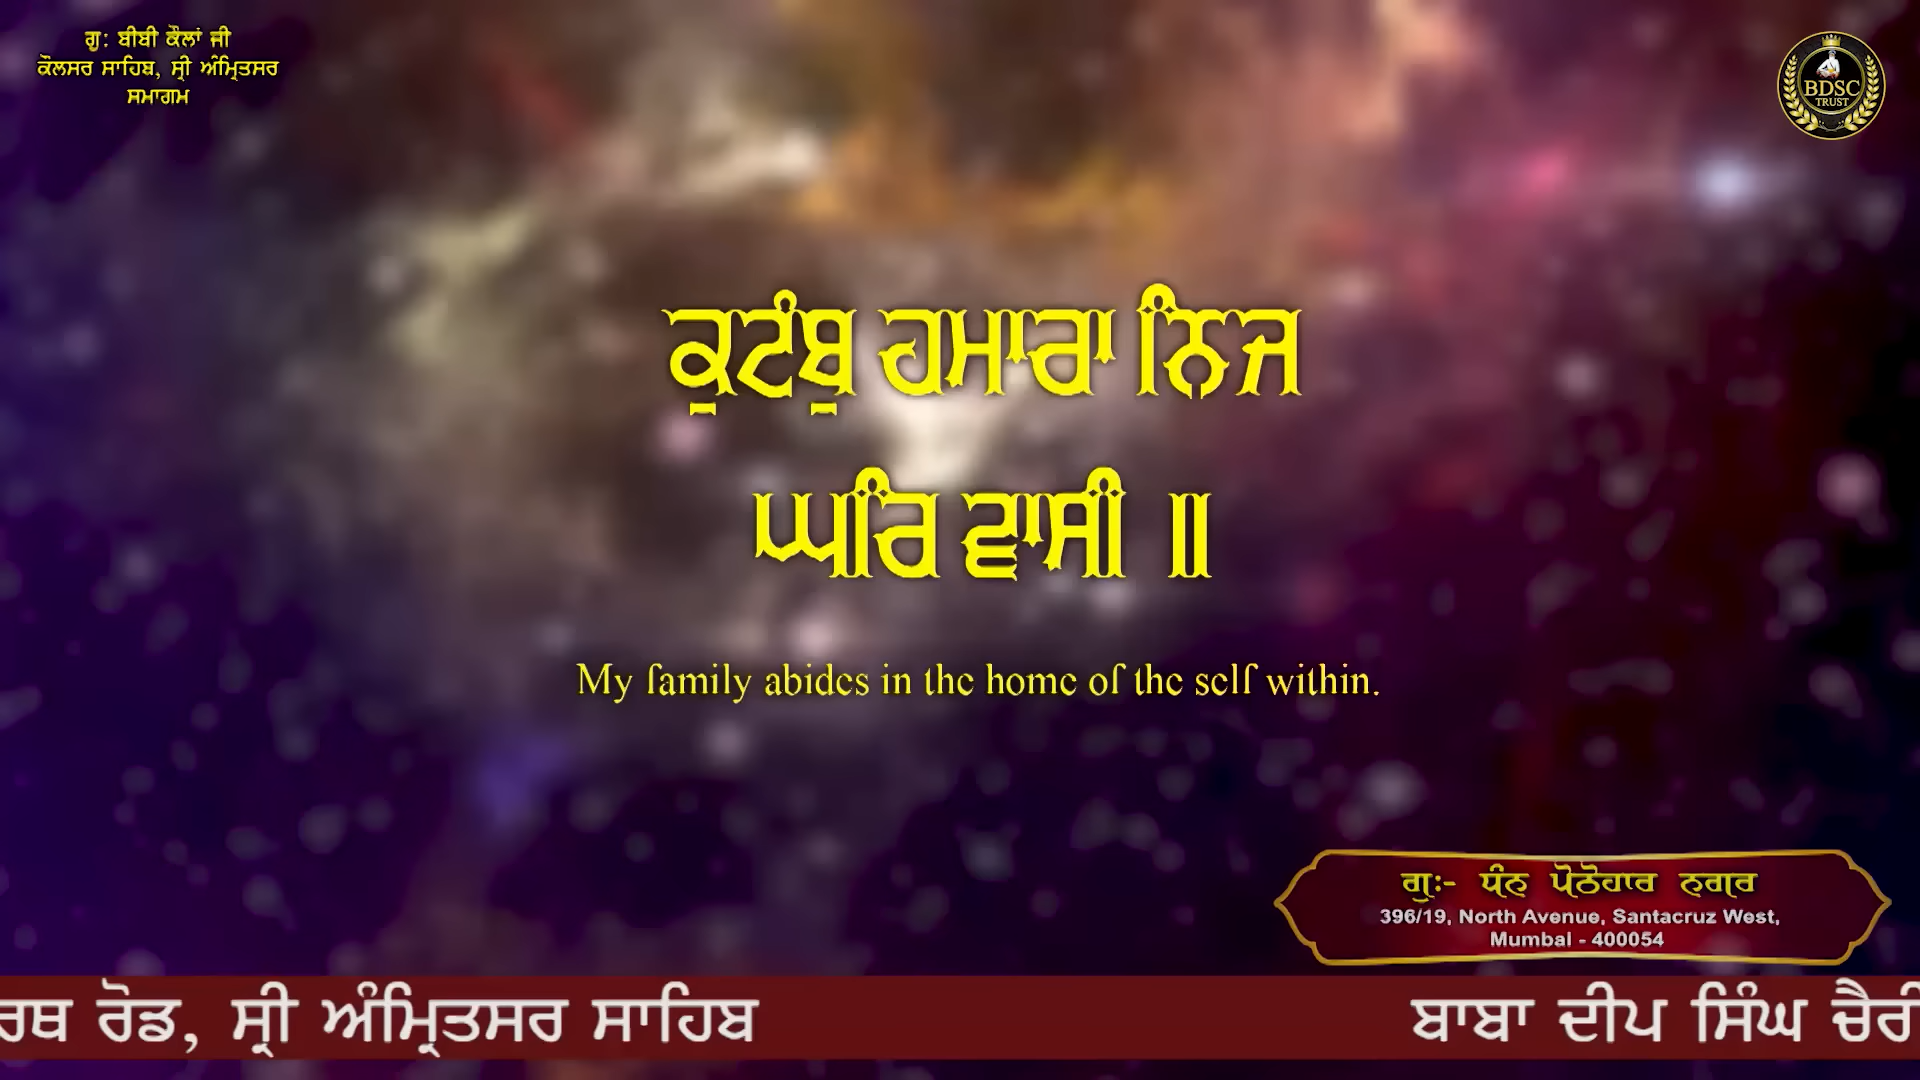 ਗੁ: ਬੀਬੀ ਕੌਲਾਂ ਜੀ
ਕੌਲਸਰ ਸਾਹਿਬ, ਸ੍ਰੀ ਅੰਮ੍ਰਿਤਸਰ
ਸਮਾਗਮ
BDSC
TRUST
ਕੁਟੰਬੁ ਹਮਾਰਾ ਨਿਜ
ਘਰਿ ਵਾਸੀ ॥
My family abides in the home of the self within.
ਗੁ:- ਧੰਨ ਪੋਠੋਹਾਰ ਨਗਰ
396/19, North Avenue, Santacruz West,
Mumbai - 400054
ਰਥ ਰੋਡ, ਸ੍ਰੀ ਅੰਮ੍ਰਿਤਸਰ ਸਾਹਿਬ ਬਾਬਾ ਦੀਪ ਸਿੰਘ ਚੈਰੀ